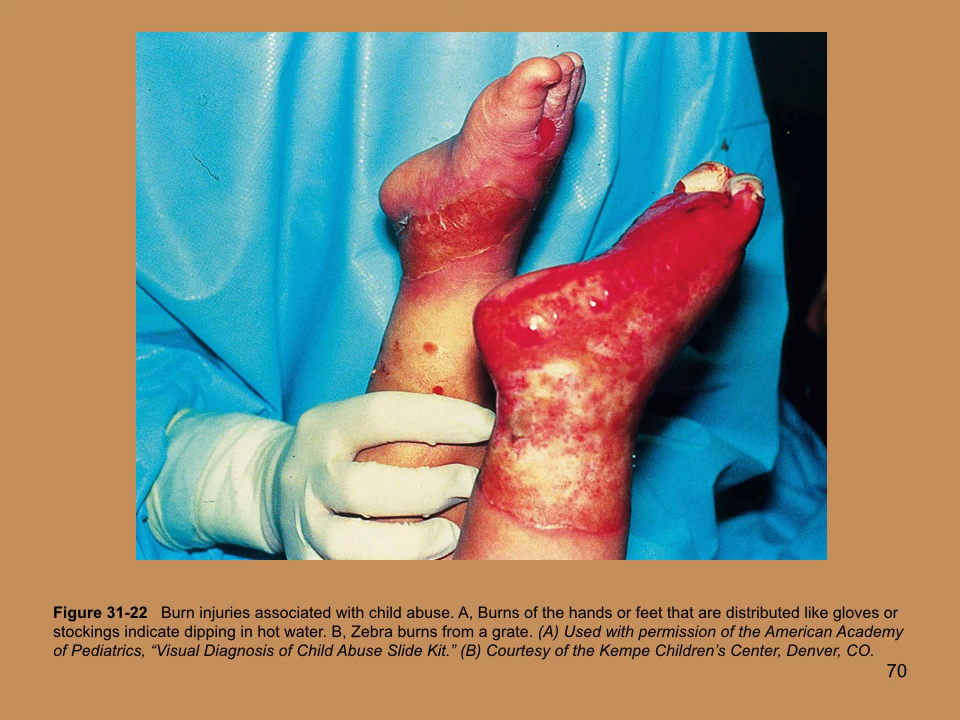 Figure 31-22 Burn injuries associated with child abuse. A, Burns of the hands or feet that are distributed like gloves or
stockings indicate dipping in hot water. B, Zebra burns from a grate. (A) Used with permission of the American Academy
of Pediatrics, “Visual Diagnosis of Child Abuse Slide Kit.” (B) Courtesy of the Kempe Children’s Center, Denver, CO.
70